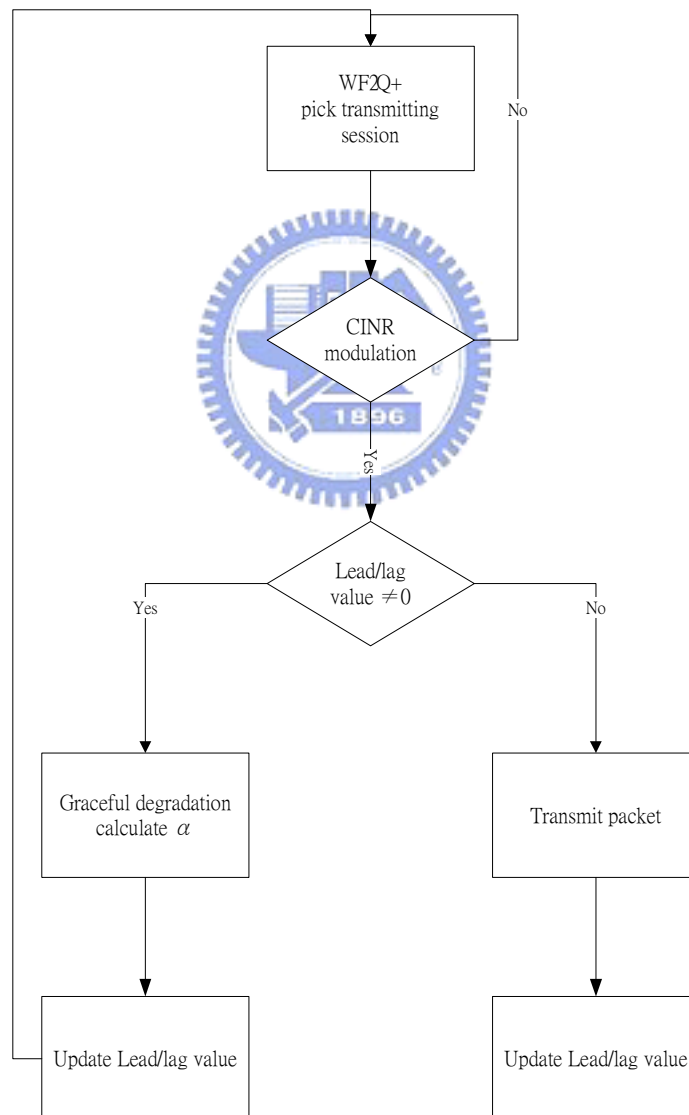 WF2Q+
pick transmitting
session
No
CINR
modulation
e
1896
Yes
Lead/lag
value ≠0
Yes
No
Graceful degradation
calculate α
Transmit packet
Update Lead/lag value
Update Lead/lag value